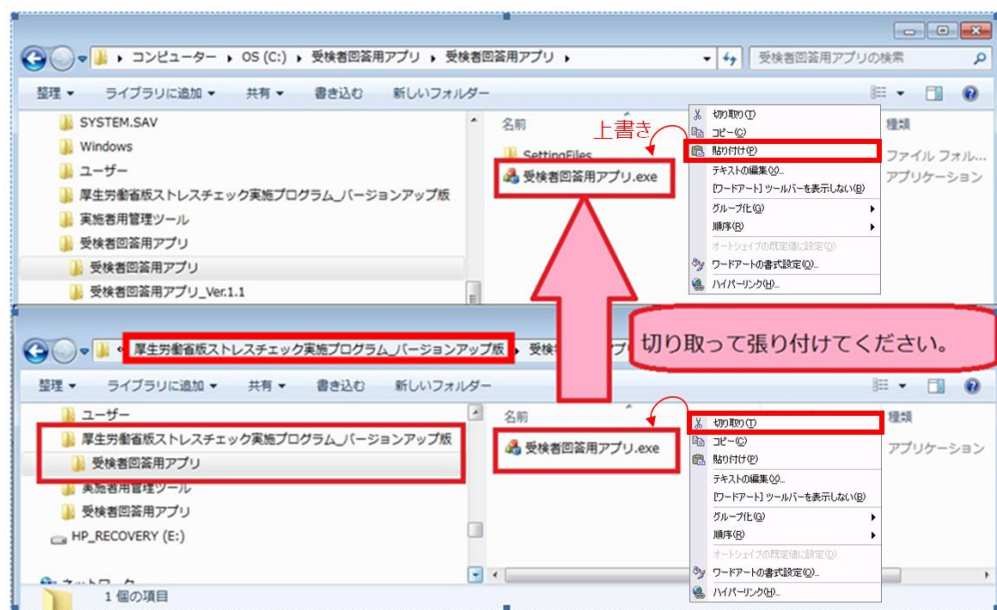 コンピューター ▸ OS (C:) ▸ 受検者回答用アプリ ▸ 受検者回答用アプリ ▸
受検者回答用アプリの検索
整理 ▼ ライブラリに追加 ▼ 共有 ▼ 書き込む 新しいフォルダー
SYSTEM.SAV
Windows
ユーザー
厚生労働省版ストレスチェック実施プログラム_バージョンアップ版
実施者用管理ツール
受検者回答用アプリ
受検者回答用アプリ
受検者回答用アプリ_Ver.1.1
名前
種類
SettingFiles
ファイル フォル...
受検者回答用アプリ.exe
アプリケーション
上書き
切り取り(T)
コピー(C)
貼り付け(P)
テキストの編集(X)...
[ワードアート] ツールバーを表示しない(B)
グループ化(G)
順序(R)
オートシェイプの既定値に設定(D)
ワードアートの書式設定(O)...
ハイパーリンク(H)...
切り取って張り付けてください。
厚生労働省版ストレスチェック実施プログラム_バージョンアップ版 ▸ 受検
整理 ▼ ライブラリに追加 ▼ 共有 ▼ 書き込む 新しいフォルダー
ユーザー
厚生労働省版ストレスチェック実施プログラム_バージョンアップ版
受検者回答用アプリ
実施者用管理ツール
受検者回答用アプリ
HP_RECOVERY (E:)
ネットワーク
1 個の項目
名前
種類
受検者回答用アプリ.exe
アプリケーション
切り取り(T)
コピー(C)
貼り付け(P)
テキストの編集(X)...
[ワードアート] ツールバーを表示しない(B)
グループ化(G)
順序(R)
オートシェイプの既定値に設定(D)
ワードアートの書式設定(O)...
ハイパーリンク(H)...